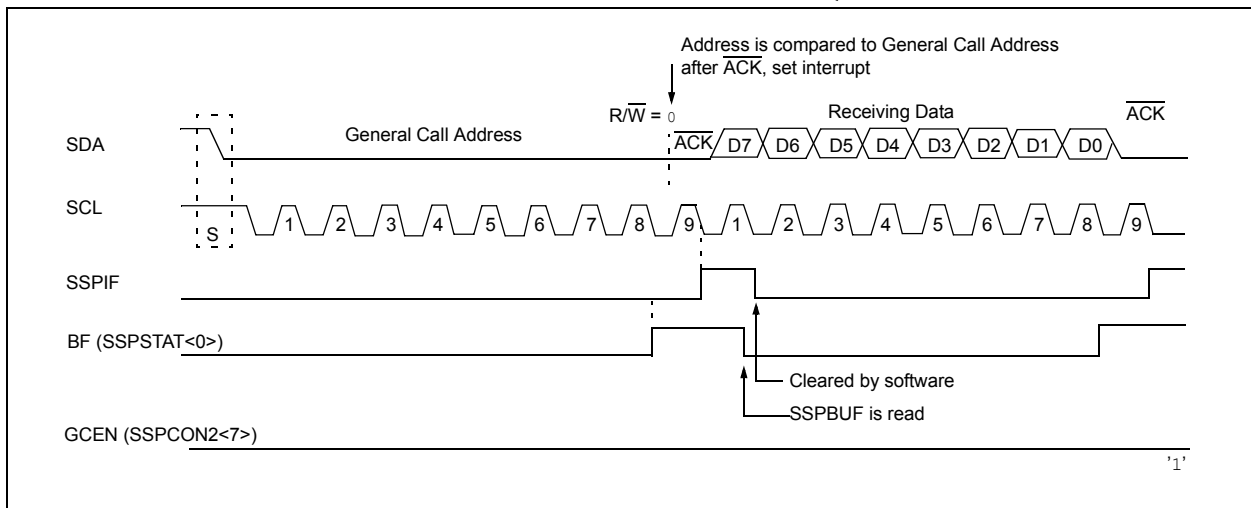 Address is compared to General Call Address
after ACK, set interrupt
R/W = 0
Receiving Data
ACK
SDA
General Call Address
ACK
D7 D6 D5 D4 D3 D2 D1 D0
SCL
S
1 2 3 4 5 6 7 8 9 1 2 3 4 5 6 7 8 9
SSPIF
BF (SSPSTAT<0>)
Cleared by software
SSPBUF is read
GCEN (SSPCON2<7>)
'1'